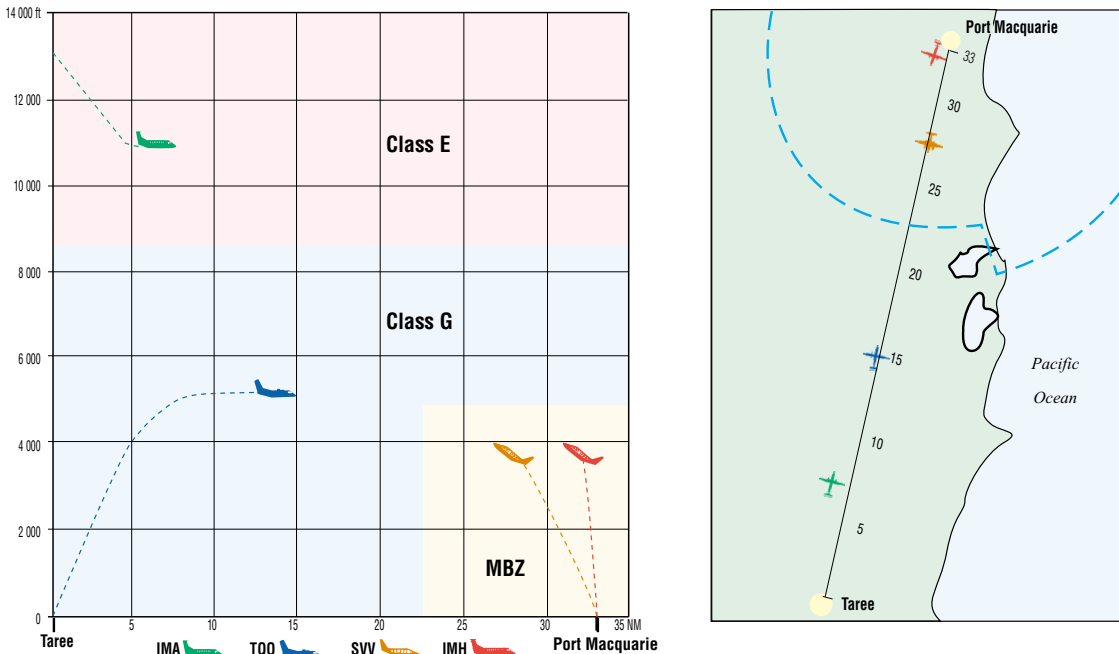 14 000 ft
12 000
10 000
8 000
6 000
4 000
2 000
0
Class E
Class G
MBZ
5
10
15
20
25
30
35 NM
Taree
Port Macquarie
IMA
TQQ
SVV
IMH
Port Macquarie
33
30
25
20
15
10
5
Taree
Pacific
Ocean